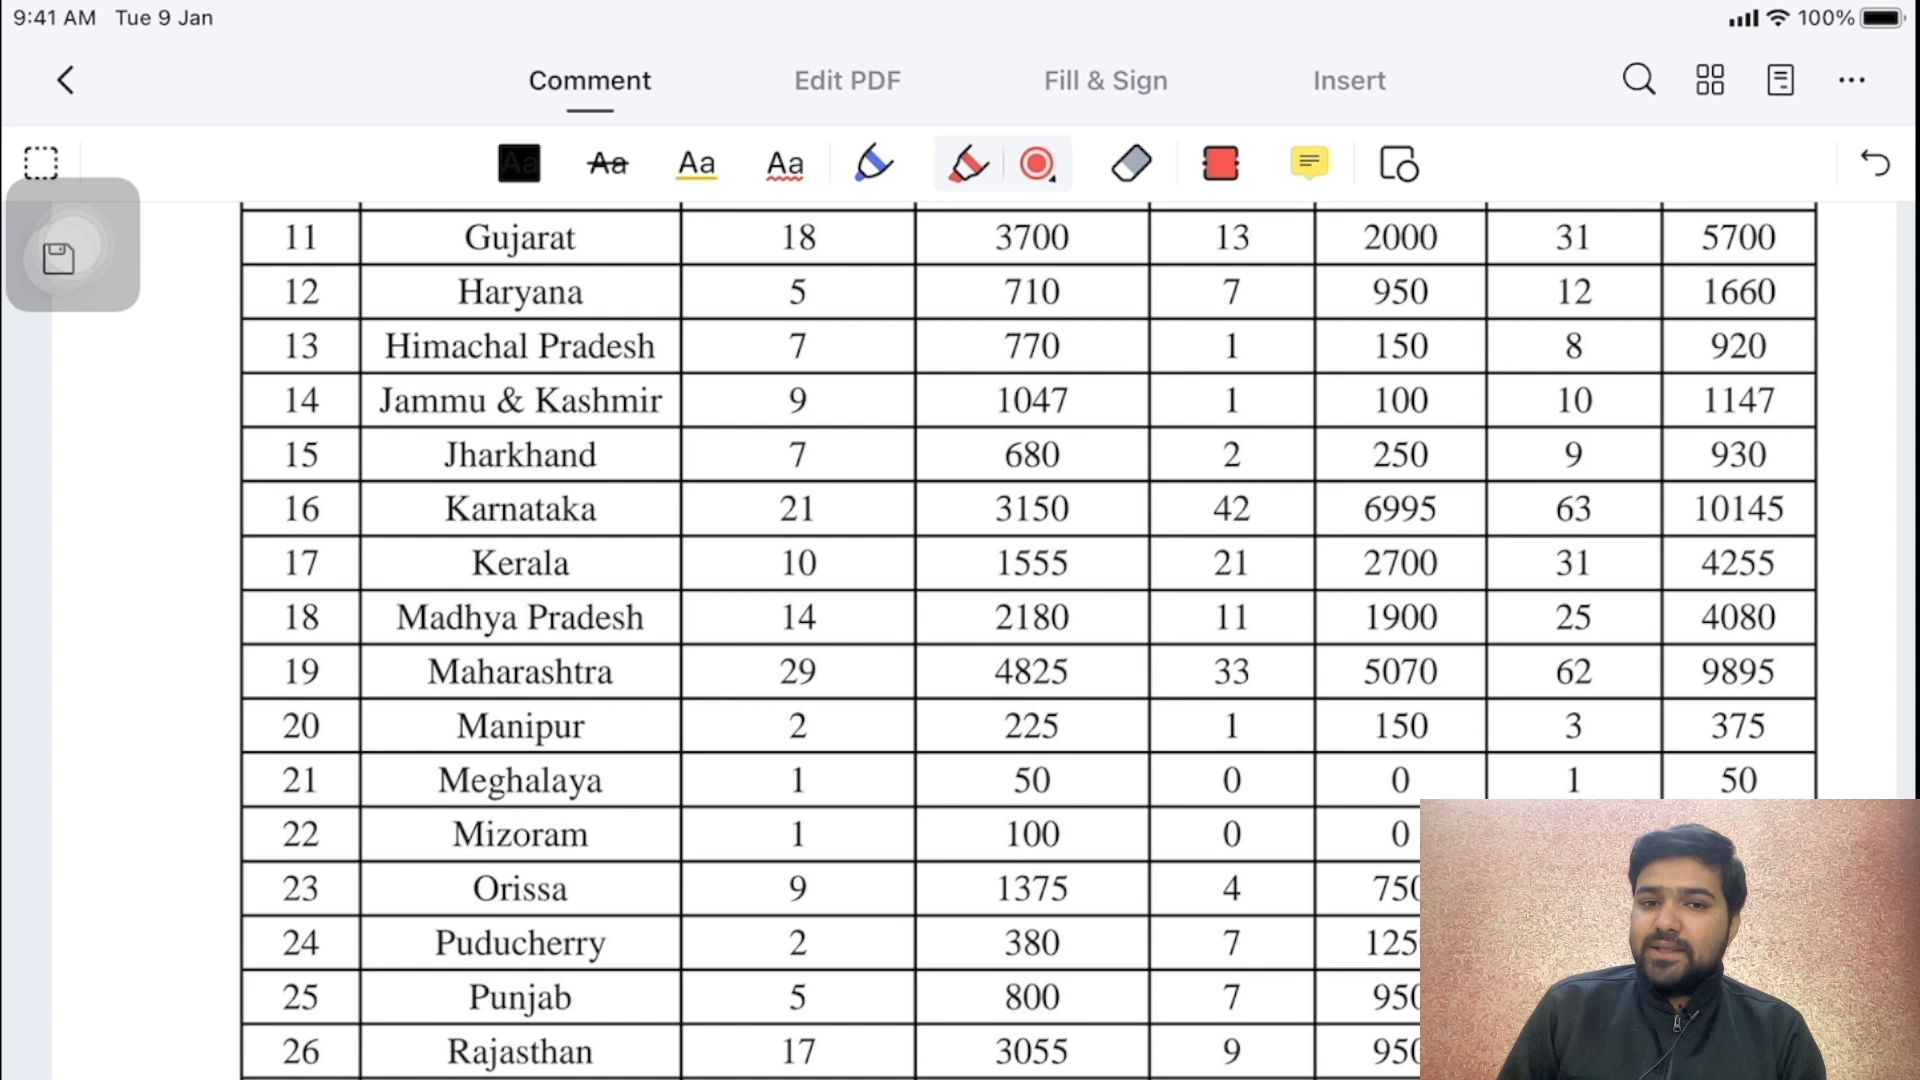 9:41 AM Tue 9 Jan 100%
Comment Edit PDF Fill & Sign Insert
Aa Aa Aa Aa
11 Gujarat 18 3700 13 2000 31 5700
12 Haryana 5 710 7 950 12 1660
13 Himachal Pradesh 7 770 1 150 8 920
14 Jammu & Kashmir 9 1047 1 100 10 1147
15 Jharkhand 7 680 2 250 9 930
16 Karnataka 21 3150 42 6995 63 10145
17 Kerala 10 1555 21 2700 31 4255
18 Madhya Pradesh 14 2180 11 1900 25 4080
19 Maharashtra 29 4825 33 5070 62 9895
20 Manipur 2 225 1 150 3 375
21 Meghalaya 1 50 0 0 1 50
22 Mizoram 1 100 0 0
23 Orissa 9 1375 4 750
24 Puducherry 2 380 7 125
25 Punjab 5 800 7 950
26 Rajasthan 17 3055 9 950